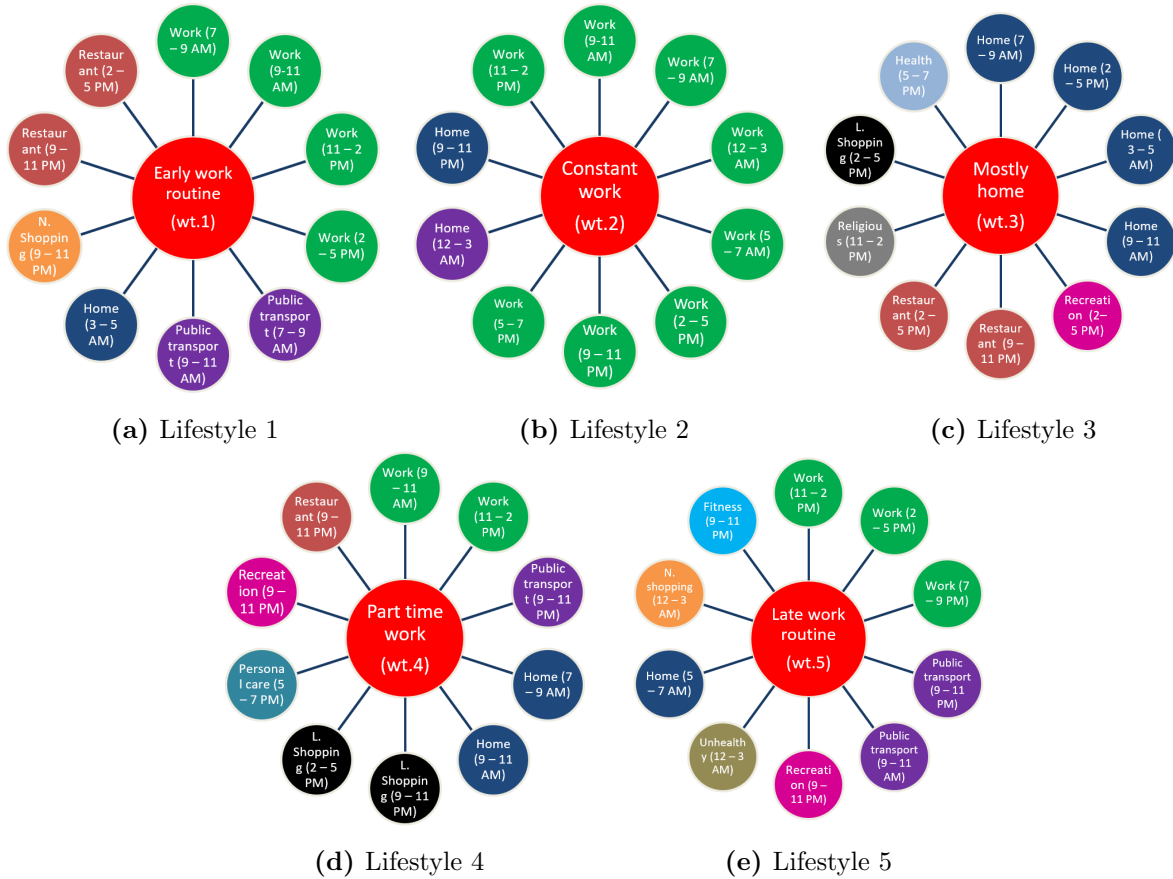 Work (7
– 9 AM)
Work
(9-11
AM)
Work
(11 – 2
PM)
Work (2
– 5 PM)
Public
transpor
t (7 – 9
AM)
Public
transpor
t (9 – 11
AM)
Home
(3 – 5
AM)
N.
Shoppin
g (9 – 11
PM)
Restaur
ant (9 –
11 PM)
Restaur
ant (2 –
5 PM)
Early work
routine
(wt.1)
(a) Lifestyle 1
Work
(9-11
AM)
Work (7
– 9 AM)
Work
(12 – 3
AM)
Work (5
– 7 AM)
Work
(2 – 5
PM)
Work
(9 – 11
PM)
Work
(5 – 7
PM)
Home
(12 – 3
AM)
Home
(9 – 11
PM)
Work
(11 – 2
PM)
Constant
work
(wt.2)
(b) Lifestyle 2
Home (7
– 9 AM)
Home (2
– 5 PM)
Home (
3 – 5
AM)
Home
(9 – 11
AM)
Recreati
on (2–
5 PM)
Restaur
ant (9 –
11 PM)
Restaur
ant (2 –
5 PM)
Religiou
s (11 – 2
PM)
L.
Shoppin
g (2 – 5
PM)
Health
(5 – 7
PM)
Mostly
home
(wt.3)
(c) Lifestyle 3
Work (9
– 11
AM)
Work
(11 – 2
PM)
Public
transpor
t (9 – 11
PM)
Home (7
– 9 AM)
Home
(9 – 11
AM)
L.
Shoppin
g (9 – 11
PM)
L.
Shoppin
g (2 – 5
PM)
Persona
l care (5
– 7 PM)
Recreat
ion (9 –
11 PM)
Restaur
ant (9 –
11 PM)
Part time
work
(wt.4)
(d) Lifestyle 4
Work
(11 – 2
PM)
Work (2
– 5 PM)
Work (7
– 9 PM)
Public
transport
(9 – 11
PM)
Public
transport
(9 – 11
AM)
Recreati
on (9 –
11 PM)
Unhealth
y (12 – 3
AM)
Home (5
– 7 AM)
N.
shopping
(12 – 3
AM)
Fitness
(9 – 11
PM)
Late work
routine
(wt.5)
(e) Lifestyle 5